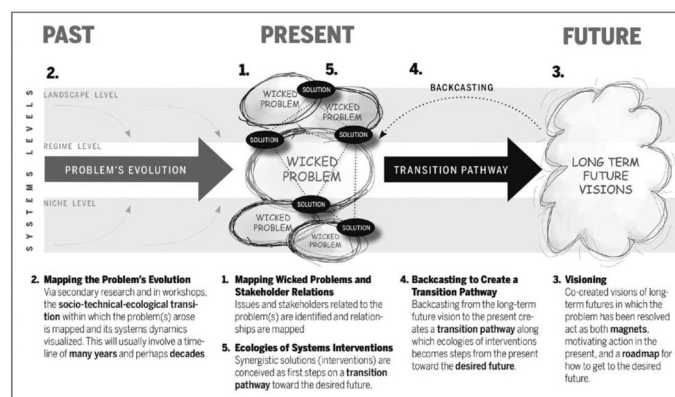 PAST
PRESENT
FUTURE
2.
1.
5.
4.
3.
SYSTEMS LEVELS
LANDSCAPE LEVEL
REGIME LEVEL
NICHE LEVEL
PROBLEM'S EVOLUTION
WICKED
PROBLEM
SOLUTION
WICKED
PROBLEM
SOLUTION
SOLUTION
WICKED
PROBLEM
SOLUTION
WICKED
PROBLEM
SOLUTION
WICKED
PROBLEM
BACKCASTING
TRANSITION PATHWAY
LONG TERM
FUTURE
VISIONS
2. Mapping the Problem's Evolution
Via secondary research and in workshops,
the socio-technical-ecological transi-
tion within which the problem(s) arose
is mapped and its systems dynamics
visualized. This will usually involve a time-
line of many years and perhaps decades.
1. Mapping Wicked Problems and
Stakeholder Relations
Issues and stakeholders related to the
problem(s) are identified and relation-
ships are mapped
5. Ecologies of Systems Interventions
Synergistic solutions (interventions) are
conceived as first steps on a transition
pathway toward the desired future.
4. Backcasting to Create a
Transition Pathway
Backcasting from the long-term
future vision to the present cre-
ates a transition pathway along
which ecologies of interventions
becomes steps from the present
toward the desired future.
3. Visioning
Co-created visions of long-
term futures in which the
problem has been resolved
act as both magnets,
motivating action in the
present, and a roadmap for
how to get to the desired
future.